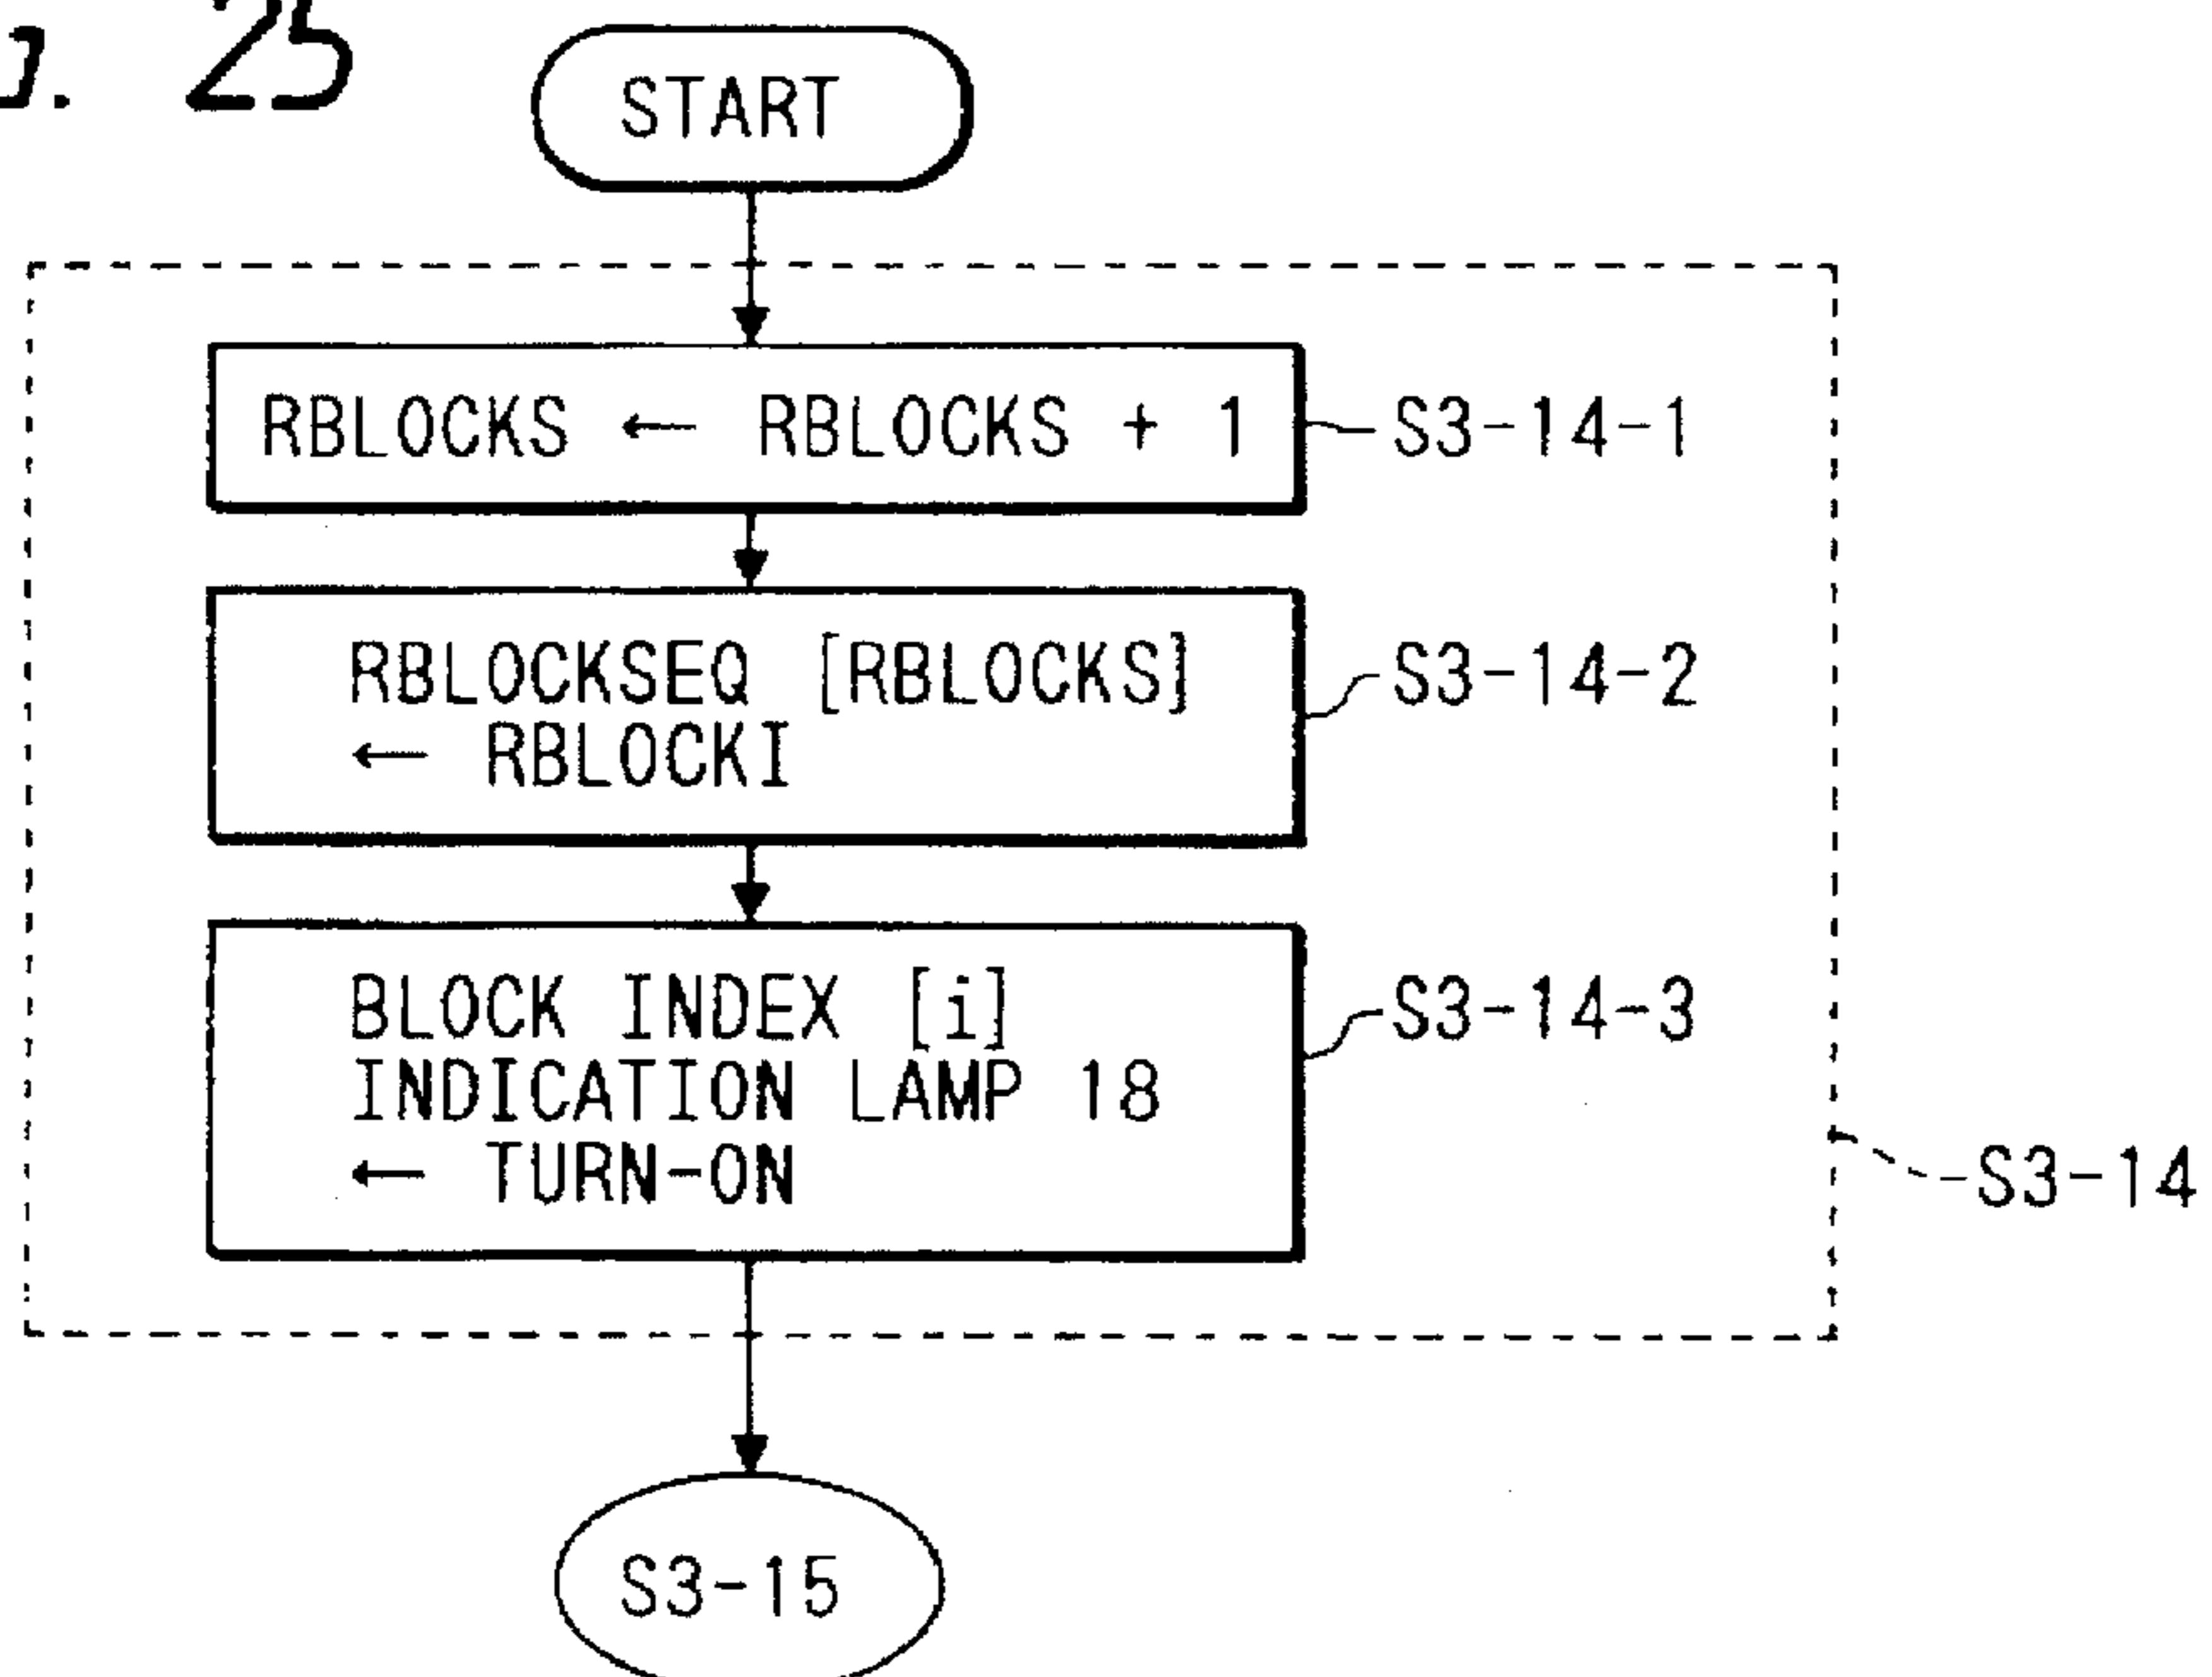 25
START
RBLOCKS ← RBLOCKS + 1
S3-14-1
RBLOCKSEQ [RBLOCKS]
← RBLOCKI
S3-14-2
BLOCK INDEX [i]
INDICATION LAMP 18
← TURN-ON
S3-14-3
S3-14
S3-15